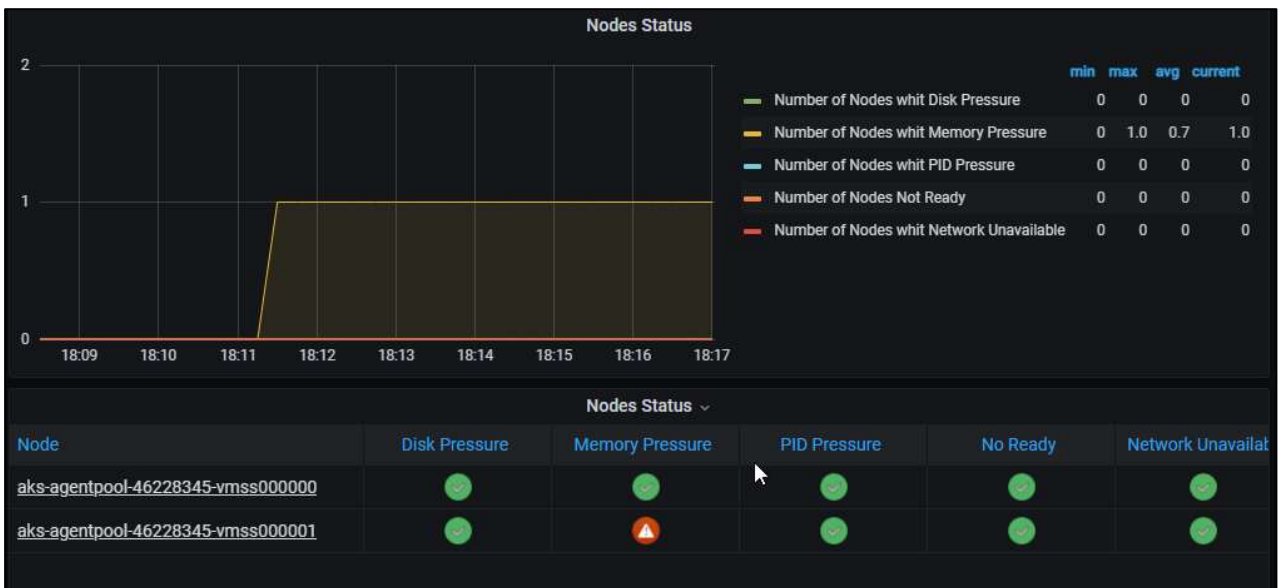 Nodes Status
2
1
0
18:09 18:10 18:11 18:12 18:13 18:14 18:15 18:16 18:17
min max avg current
Number of Nodes whit Disk Pressure 0 0 0 0
Number of Nodes whit Memory Pressure 0 1.0 0.7 1.0
Number of Nodes whit PID Pressure 0 0 0 0
Number of Nodes Not Ready 0 0 0 0
Number of Nodes whit Network Unavailable 0 0 0 0
Nodes Status
Node Disk Pressure Memory Pressure PID Pressure No Ready Network Unavailab
aks-agentpool-46228345-vmss000000
aks-agentpool-46228345-vmss000001